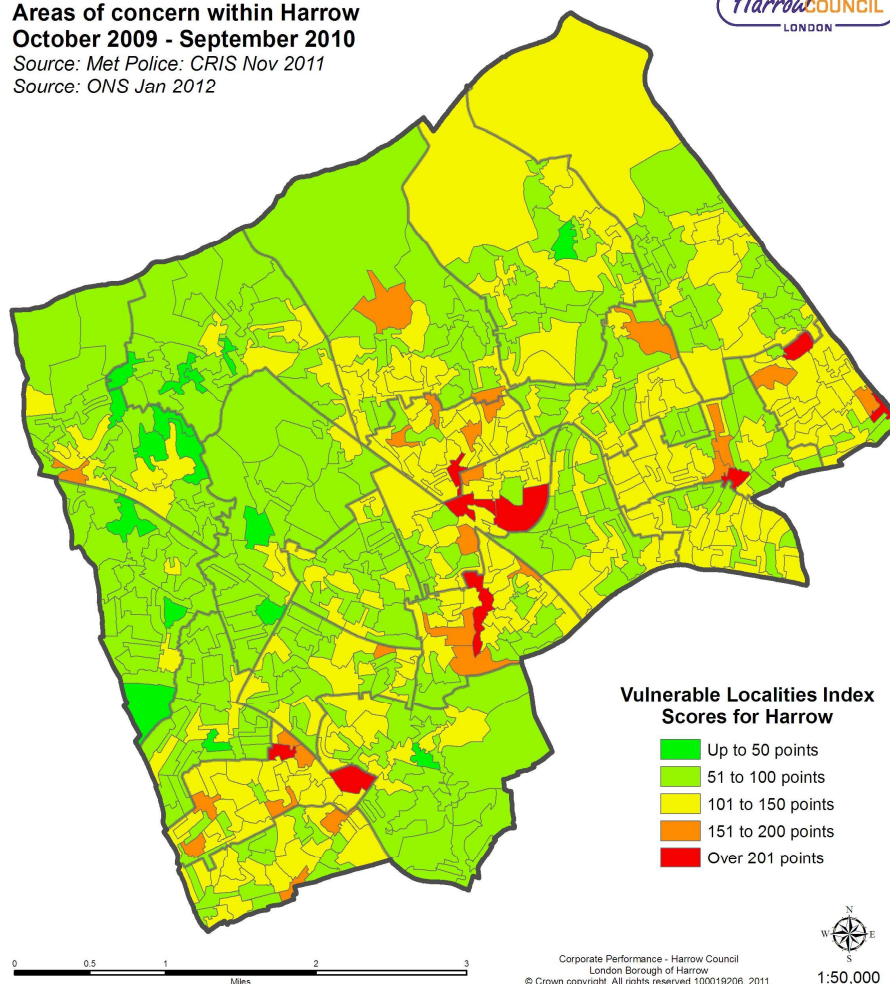 Areas of concern within Harrow
October 2009 - September 2010
Source: Met Police: CRIS Nov 2011
Source: ONS Jan 2012
HarrowCOUNCIL
LONDON
Vulnerable Localities Index
Scores for Harrow
Up to 50 points
51 to 100 points
101 to 150 points
151 to 200 points
Over 201 points
N
W E
S
0 0.5 1 2 3
Miles
Corporate Performance - Harrow Council
London Borough of Harrow
© Crown copyright. All rights reserved 100019206, 2011
1:50,000